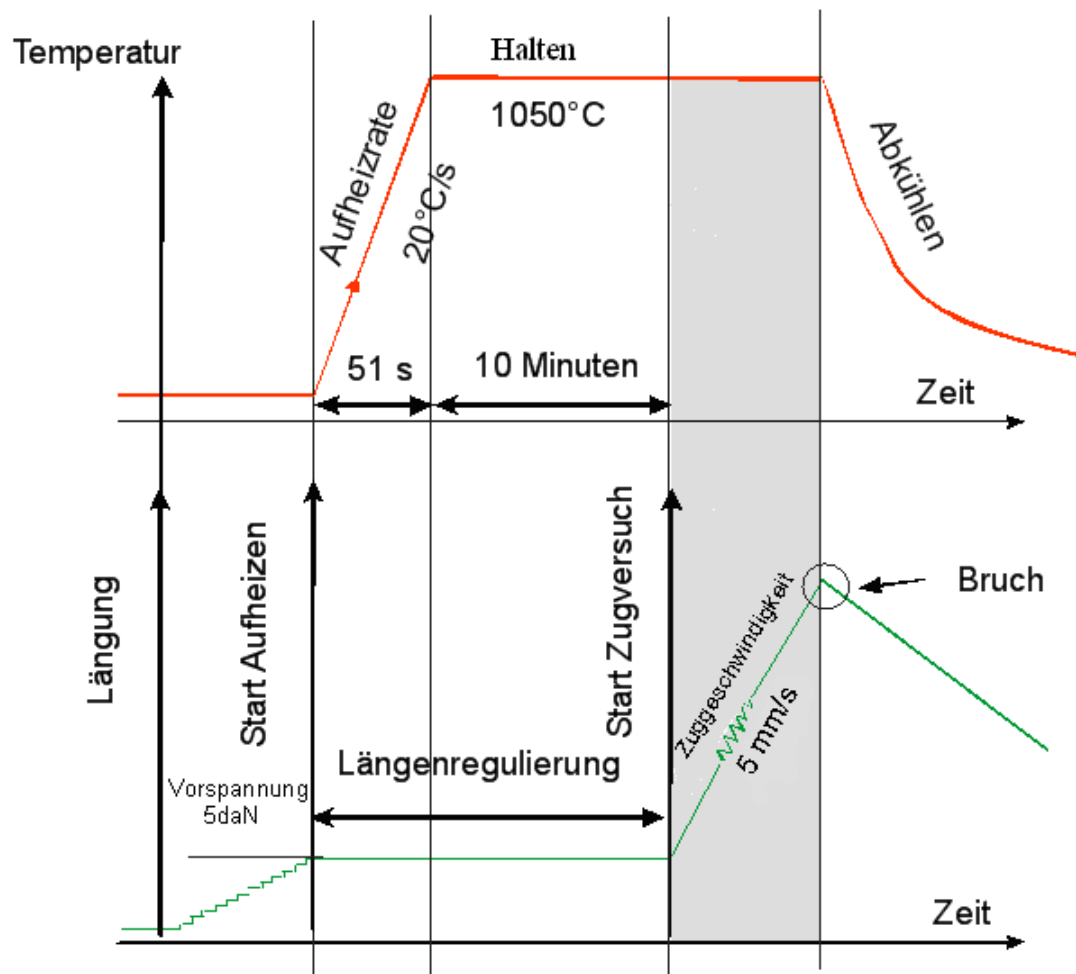 Temperatur
Halten
1050°C
Aufheizrate
20°C/s
Abkühlen
51 s
10 Minuten
Zeit
Längung
Start Aufheizen
Start Zugversuch
Zuggeschwindigkeit
5 mm/s
Bruch
Längenregulierung
Vorspannung
5daN
Zeit